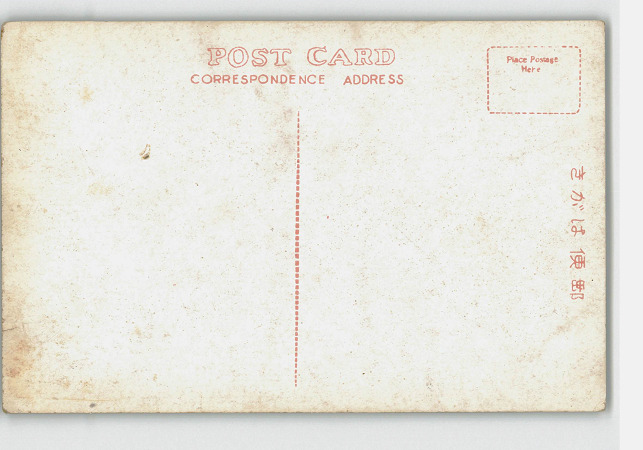 POST CARD
CORRESPONDENCE ADDRESS
Place Postage
Here
郵便はがき